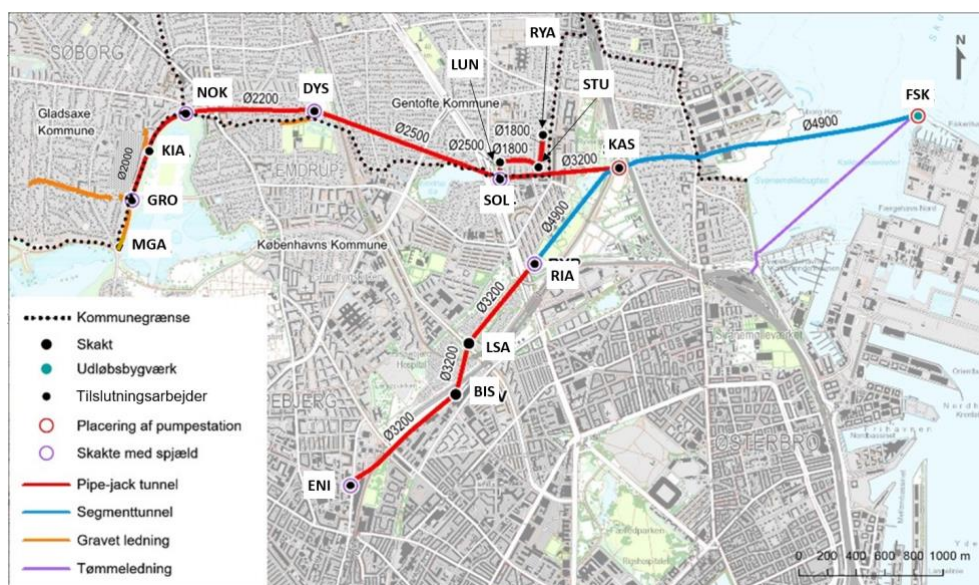 SØBORG
RYA
LUN
STU
NOK
DYS
Gentofte Kommune
FSK
Gladsaxe
Kommune
Ø2200
Ø1800
Ø1800
KAS
Ø4900
KIA
Ø2500
Ø2500
Ø3200
Ø2000
GRO
SOL
MGA
Københavns Kommune
Ø4900
RIA
Færgehavn Nord
Ø3200
LSA
Ø3200
BIS
Ø3200
ENI
ØSTERBRO
Fælledparken
N
Kommunegrænse
Skakt
Udløbsbygværk
Tilslutningsarbejder
Placering af pumpestation
Skakte med spjæld
Pipe-jack tunnel
Segmenttunnel
Gravet ledning
Tømmeledning
0 200 400 600 800 1000 m